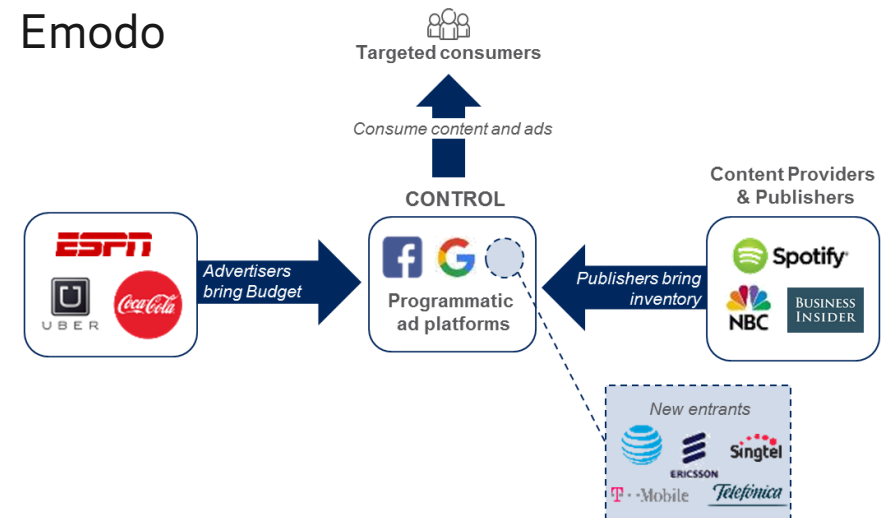 Emodo
Targeted consumers
Consume content and ads
CONTROL
Content Providers
& Publishers
ESPN
UBER
Coca-Cola
Advertisers
bring Budget
Programmatic
ad platforms
Publishers bring
inventory
Spotify
NBC
BUSINESS
INSIDER
New entrants
ERICSSON
Singtel
T··Mobile
Telefónica